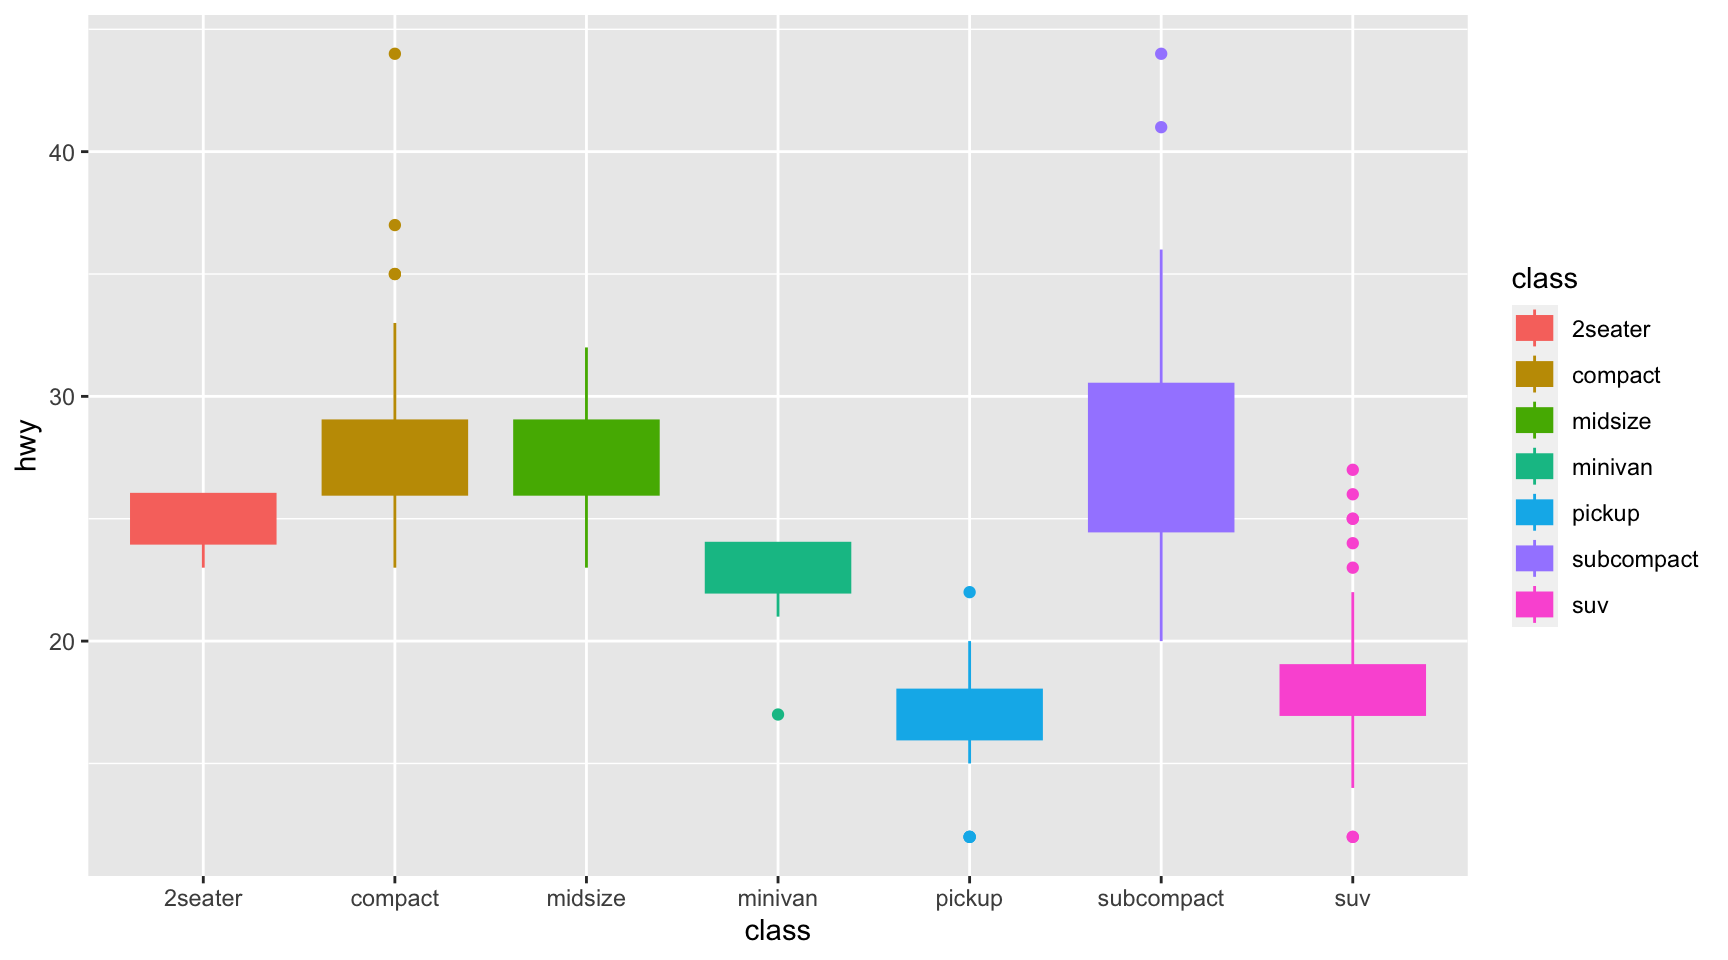 40
30
20
hwy
2seater compact midsize minivan pickup subcompact suv
class
class
2seater
compact
midsize
minivan
pickup
subcompact
suv